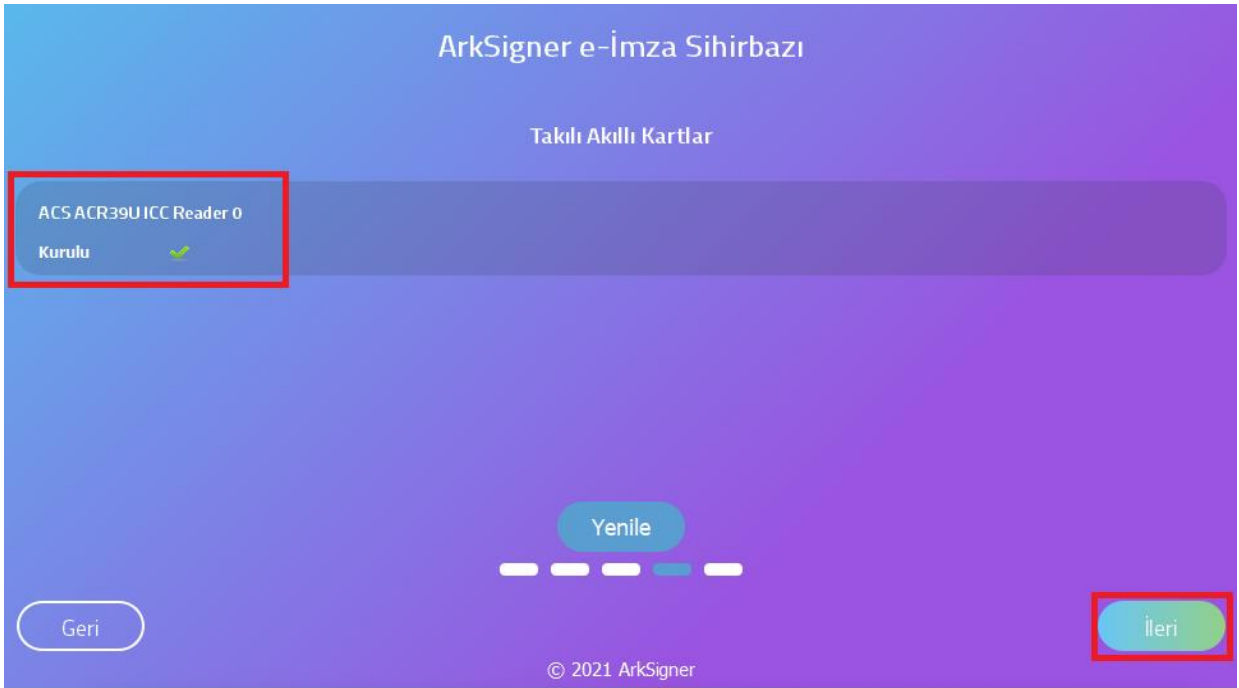 ArkSigner e-İmza Sihirbazı
Takılı Akıllı Kartlar
ACS ACR39U ICC Reader 0
Kurulu
Yenile
Geri
İleri
© 2021 ArkSigner